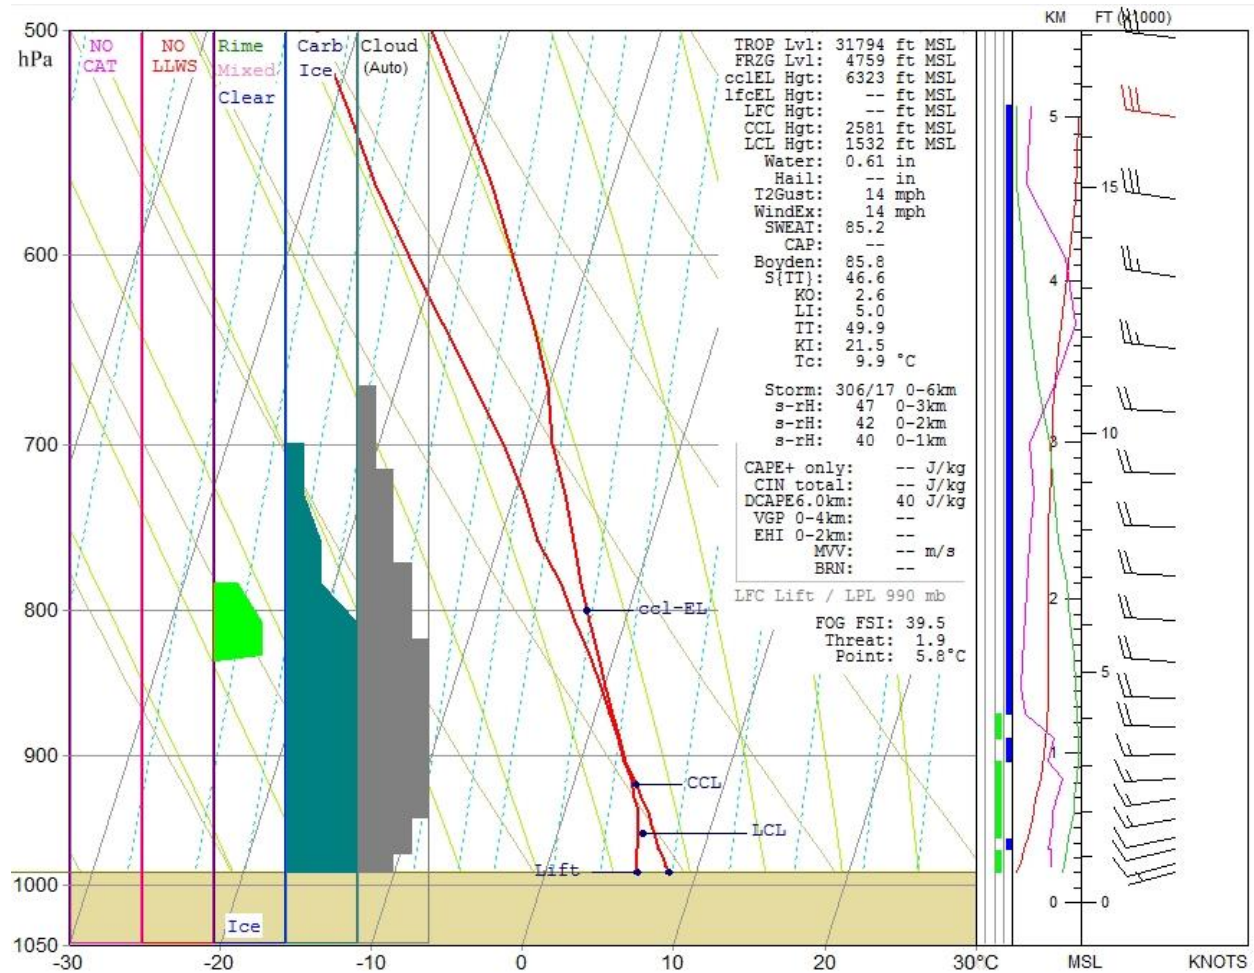 KM FT (x1000)
500
hPa
NO
CAT
NO
LLWS
Rime
Mixed
Clear
Carb
Ice
Cloud
(Auto)
TROP Lvl: 31794 ft MSL
FRZG Lvl: 4759 ft MSL
cclEL Hgt: 6323 ft MSL
lfcEL Hgt: -- ft MSL
LFC Hgt: -- ft MSL
CCL Hgt: 2581 ft MSL
LCL Hgt: 1532 ft MSL
Water: 0.61 in
Hail: -- in
T2Gust: 14 mph
WindEx: 14 mph
SWEAT: 85.2
CAP: --
Boyden: 85.8
S{TT}: 46.6
KO: 2.6
LI: 5.0
TT: 49.9
KI: 21.5
Tc: 9.9 °C
Storm: 306/17 0-6km
s-rH: 47 0-3km
s-rH: 42 0-2km
s-rH: 40 0-1km
CAPE+ only: -- J/kg
CIN total: -- J/kg
DCAPE6.0km: 40 J/kg
VGP 0-4km: --
EHI 0-2km: --
MVV: -- m/s
BRN: --
LFC Lift / LPL 990 mb
FOG FSI: 39.5
Threat: 1.9
Point: 5.8°C
600
700
800
900
1000
1050
ccl-EL
CCL
LCL
Lift
Ice
5
15
4
3
10
2
5
1
0
0
-30 -20 -10 0 10 20 30°C MSL KNOTS